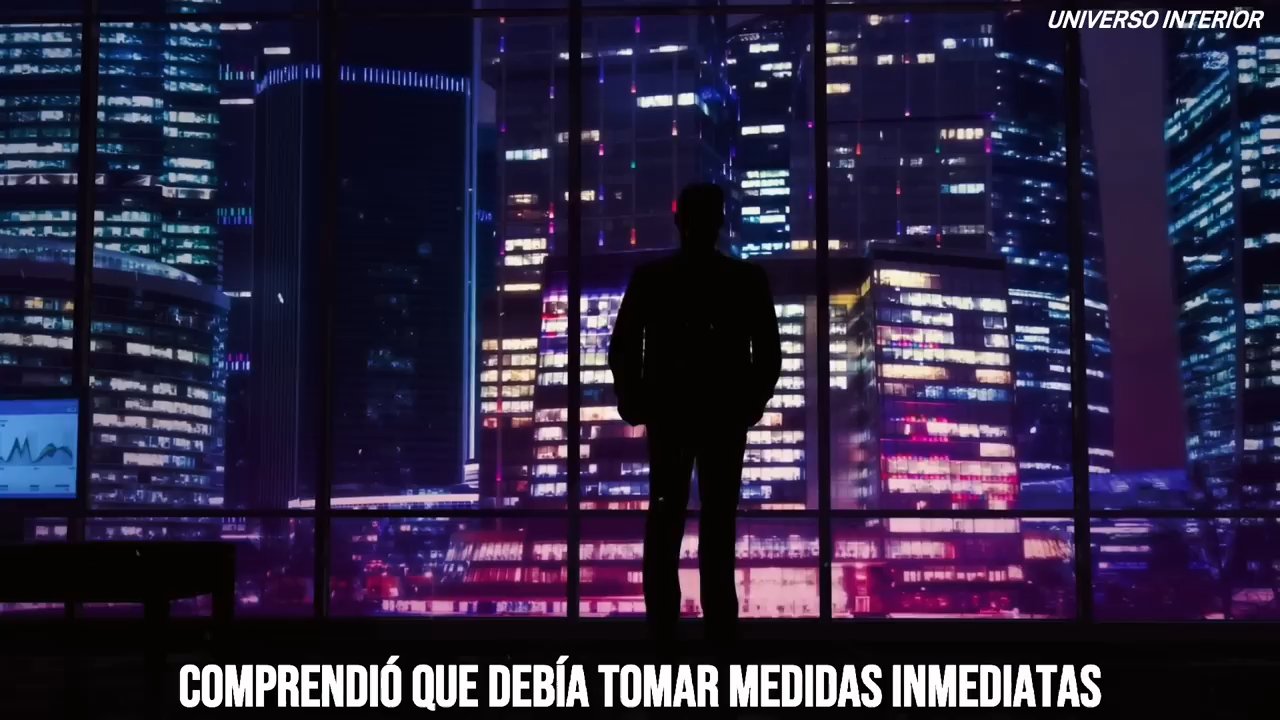 UNIVERSO INTERIOR
COMPRENDIÓ QUE DEBÍA TOMAR MEDIDAS INMEDIATAS